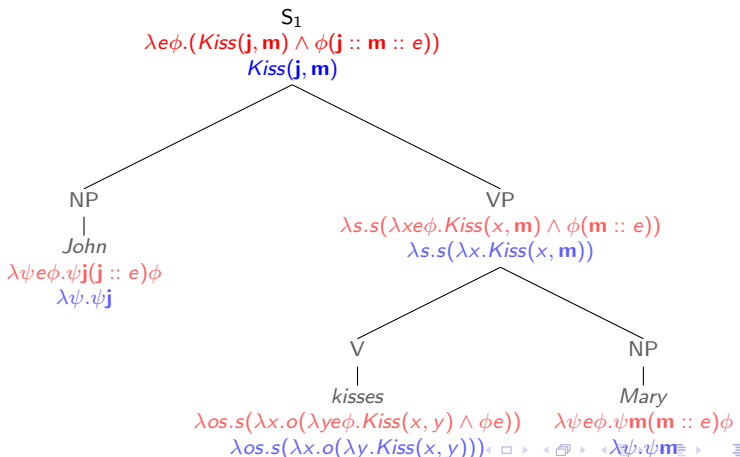 S₁
λeϕ.(Kiss(j, m) ∧ ϕ(j :: m :: e))
Kiss(j, m)
NP VP
John
λψeϕ.ψj(j :: e)ϕ
λψ.ψj
λs.s(λxeϕ.Kiss(x, m) ∧ ϕ(m :: e))
λs.s(λx.Kiss(x, m))
V NP
kisses Mary
λos.s(λx.o(λyeϕ.Kiss(x, y) ∧ ϕe)) λψeϕ.ψm(m :: e)ϕ
λos.s(λx.o(λy.Kiss(x, y))) λψ.ψm